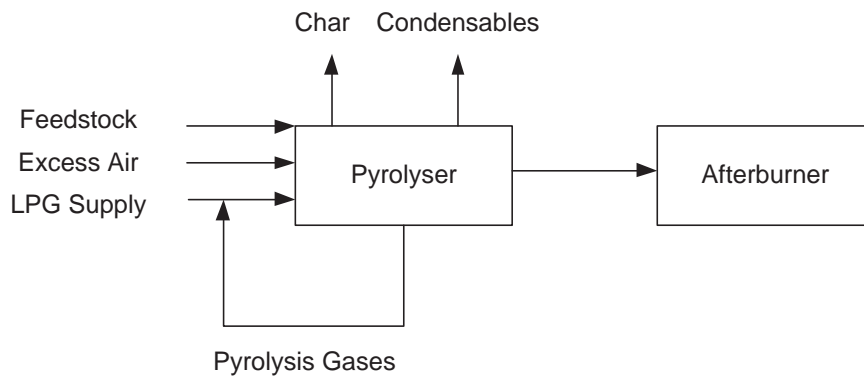 Char Condensables
Feedstock
Excess Air
LPG Supply
Pyrolyser
Afterburner
Pyrolysis Gases